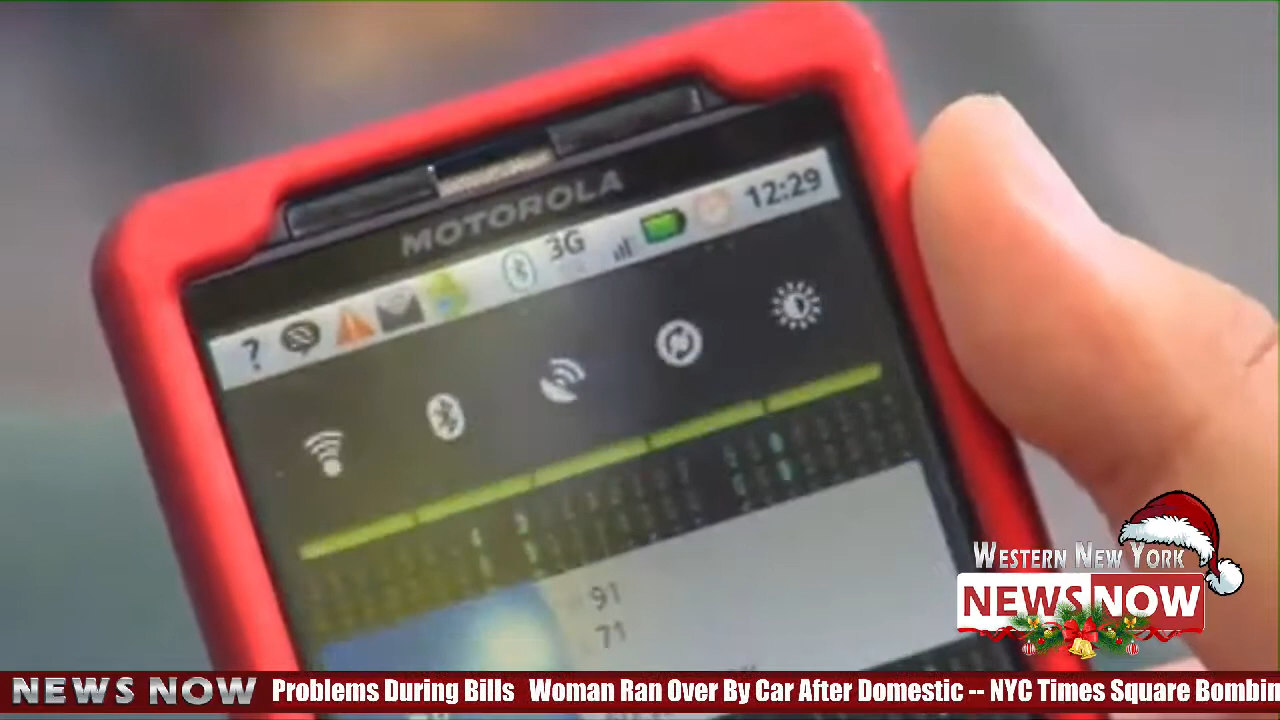 MOTOROLA
12:29
3G
?
91
71
WESTERN NEW YORK
NEWS NOW
NEWS NOW Problems During Bills Woman Ran Over By Car After Domestic -- NYC Times Square Bombin